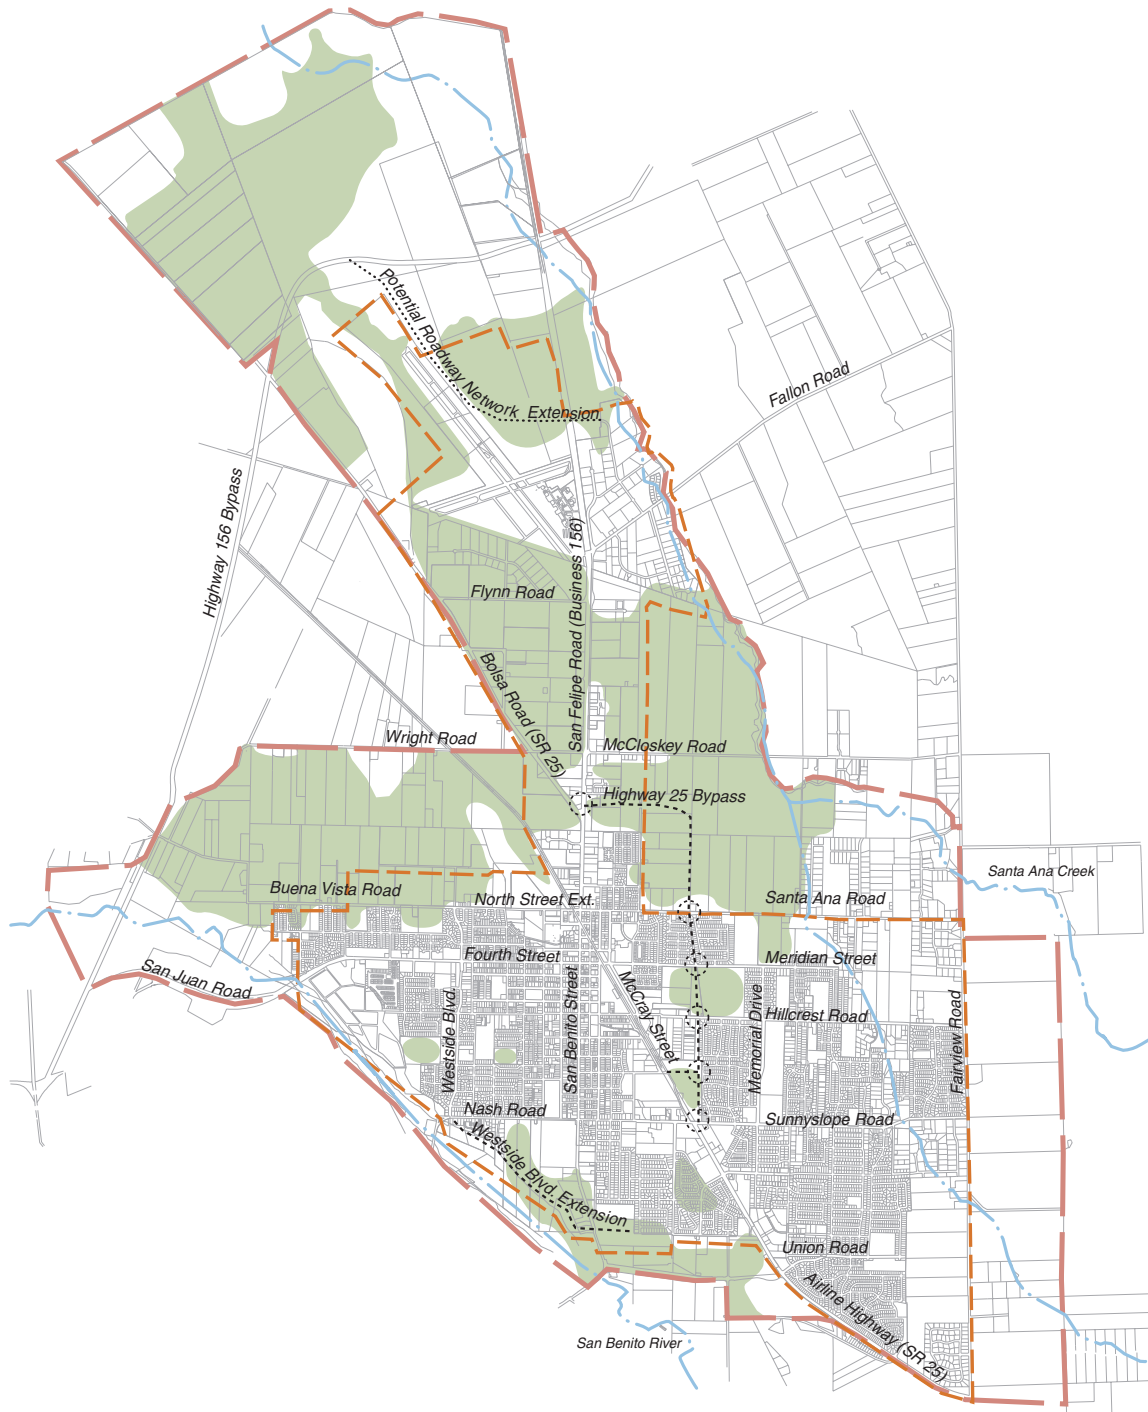 Potential Roadway Network Extension
Fallon Road
Highway 156 Bypass
San Felipe Road (Business 156)
Flynn Road
Bolsa Road (SR 25)
Wright Road
McCloskey Road
Highway 25 Bypass
Santa Ana Creek
Buena Vista Road
North Street Ext.
Santa Ana Road
Fourth Street
Meridian Street
San Juan Road
Westside Blvd.
San Benito Street
McCray Street
Memorial Drive
Hillcrest Road
Fairview Road
Nash Road
Sunnyslope Road
Westside Blvd. Extension
Union Road
Airline Highway (SR 25)
San Benito River